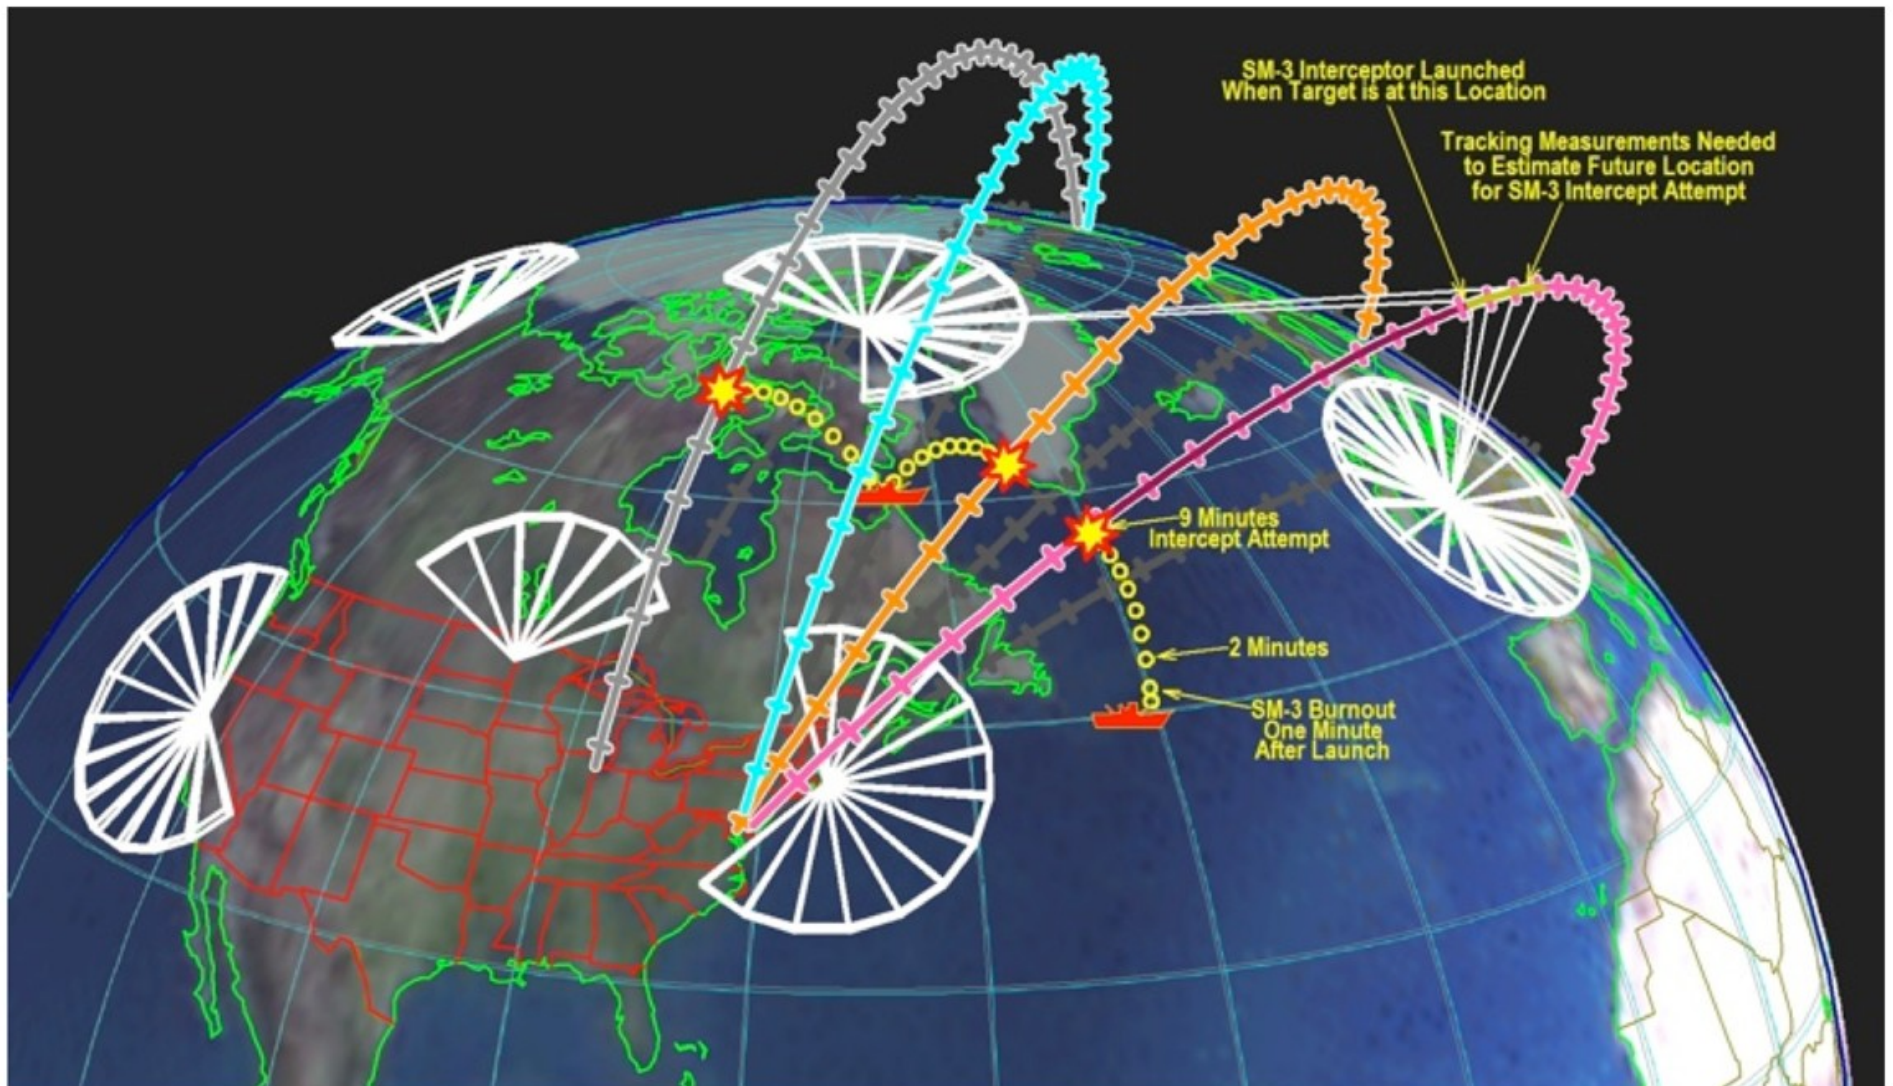 SM-3 Interceptor Launched
When Target is at this Location
Tracking Measurements Needed
to Estimate Future Location
for SM-3 Intercept Attempt
9 Minutes
Intercept Attempt
2 Minutes
SM-3 Burnout
One Minute
After Launch